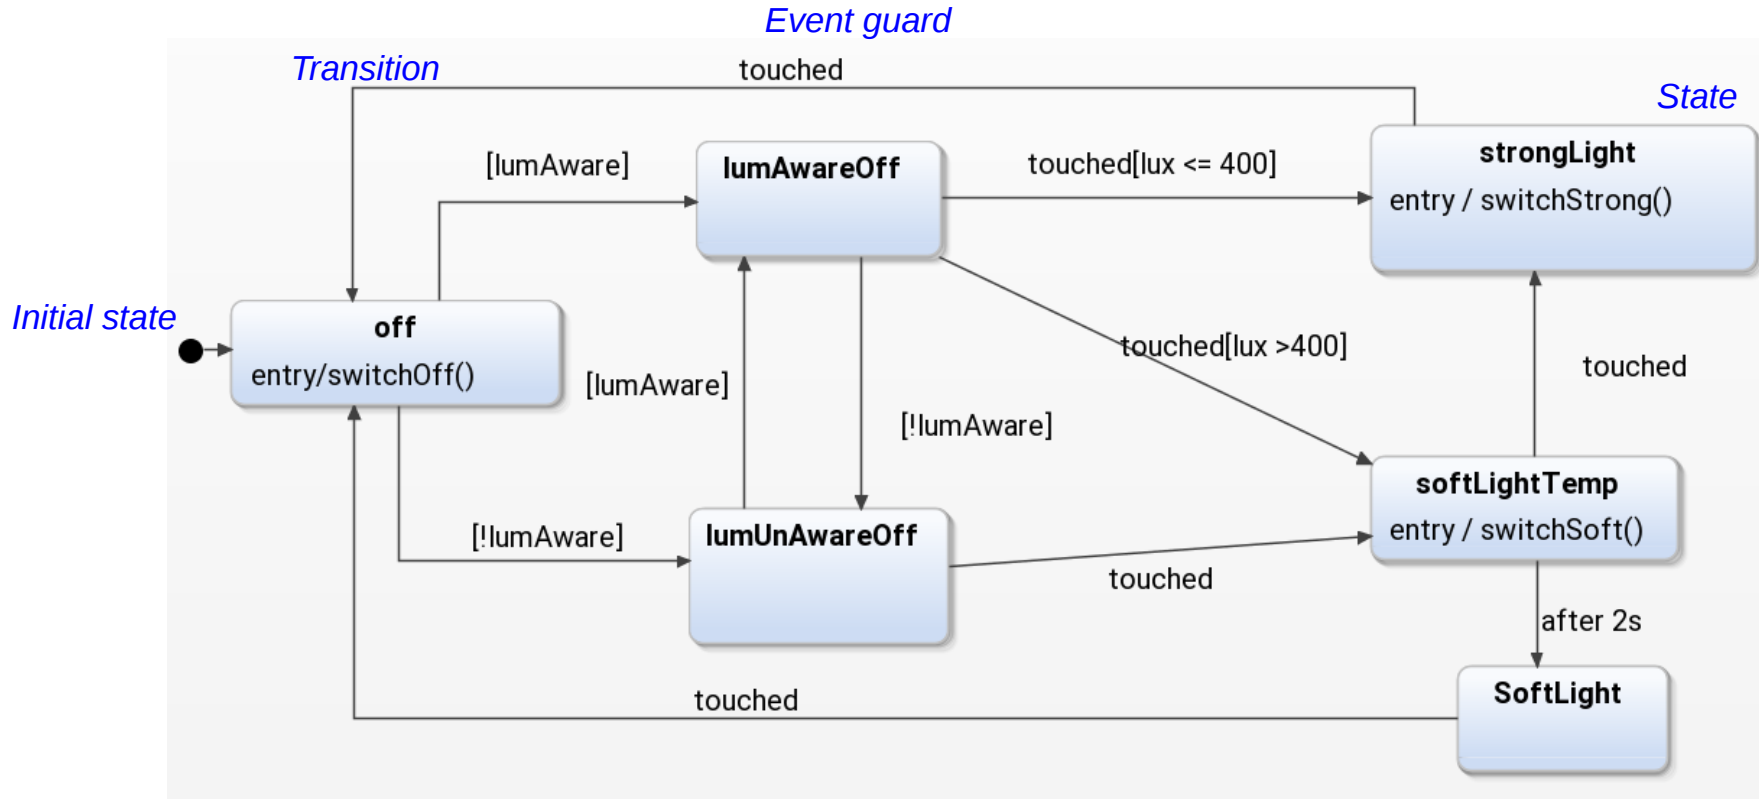 Event guard
Transition
touched
State
[lumAware]
lumAwareOff
touched[lux <= 400]
strongLight
entry / switchStrong()
Initial state
off
entry/switchOff()
touched[lux >400]
[lumAware]
touched
[!lumAware]
softLightTemp
entry / switchSoft()
[!lumAware]
lumUnAwareOff
touched
after 2s
touched
SoftLight